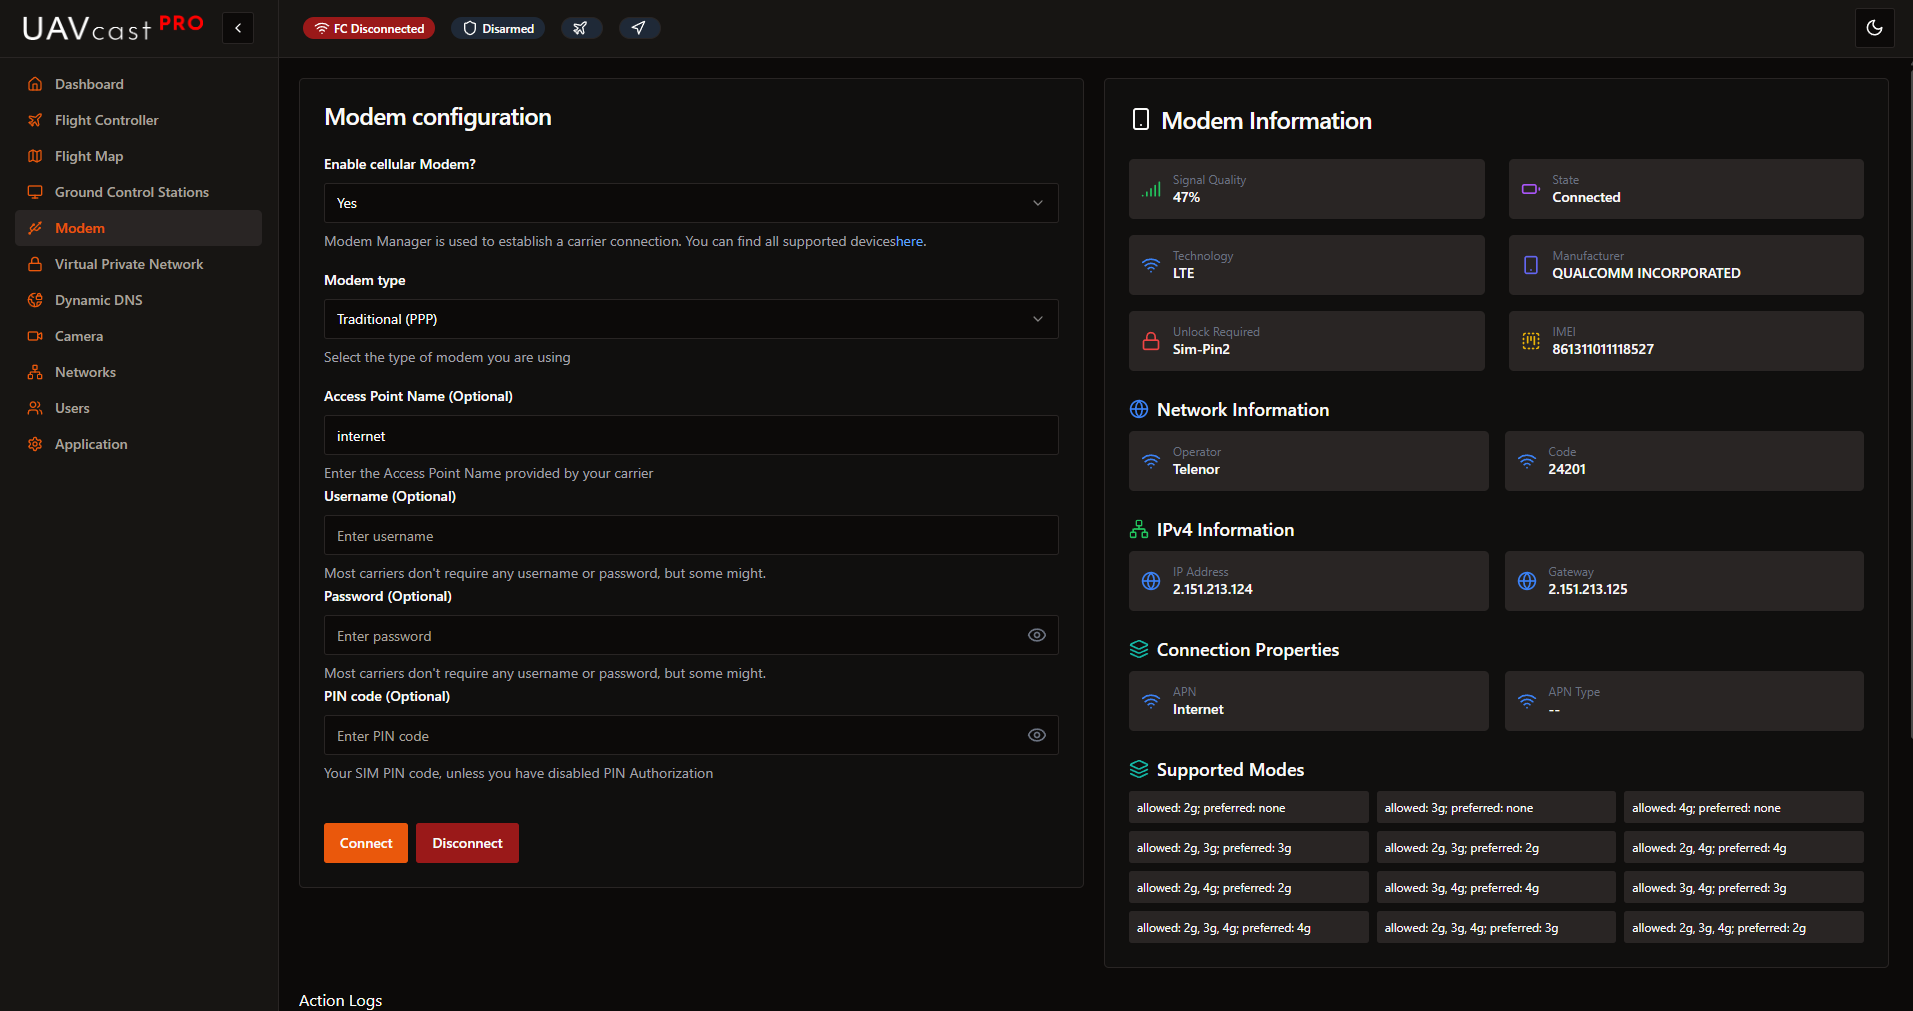 UAVcast PRO
FC Disconnected
Disarmed
Dashboard
Flight Controller
Flight Map
Ground Control Stations
Modem
Virtual Private Network
Dynamic DNS
Camera
Networks
Users
Application
Modem configuration
Enable cellular Modem?
Yes
Modem Manager is used to establish a carrier connection. You can find all supported deviceshere.
Modem type
Traditional (PPP)
Select the type of modem you are using
Access Point Name (Optional)
internet
Enter the Access Point Name provided by your carrier
Username (Optional)
Enter username
Most carriers don't require any username or password, but some might.
Password (Optional)
Enter password
Most carriers don't require any username or password, but some might.
PIN code (Optional)
Enter PIN code
Your SIM PIN code, unless you have disabled PIN Authorization
Connect
Disconnect
Modem Information
Signal Quality
47%
State
Connected
Technology
LTE
Manufacturer
QUALCOMM INCORPORATED
Unlock Required
Sim-Pin2
IMEI
861311011118527
Network Information
Operator
Telenor
Code
24201
IPv4 Information
IP Address
2.151.213.124
Gateway
2.151.213.125
Connection Properties
APN
Internet
APN Type
--
Supported Modes
allowed: 2g; preferred: none
allowed: 3g; preferred: none
allowed: 4g; preferred: none
allowed: 2g, 3g; preferred: 3g
allowed: 2g, 3g; preferred: 2g
allowed: 2g, 4g; preferred: 4g
allowed: 2g, 4g; preferred: 2g
allowed: 3g, 4g; preferred: 4g
allowed: 3g, 4g; preferred: 3g
allowed: 2g, 3g, 4g; preferred: 4g
allowed: 2g, 3g, 4g; preferred: 3g
allowed: 2g, 3g, 4g; preferred: 2g
Action Logs